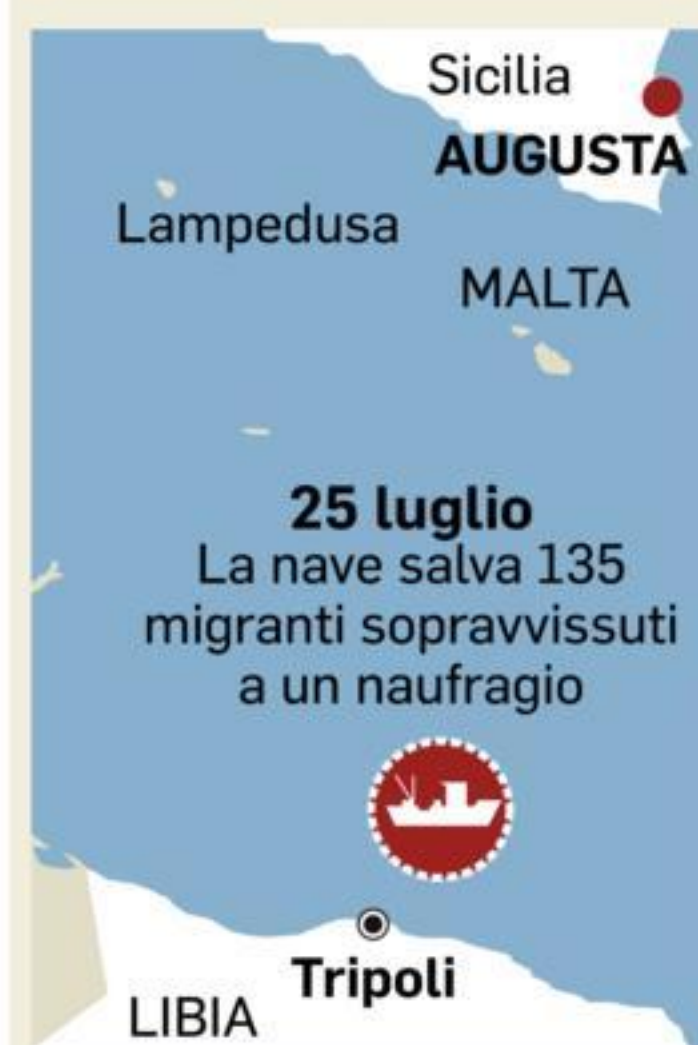 Sicilia
AUGUSTA
Lampedusa
MALTA
25 luglio
La nave salva 135
migranti sopravvissuti
a un naufragio
Tripoli
LIBIA